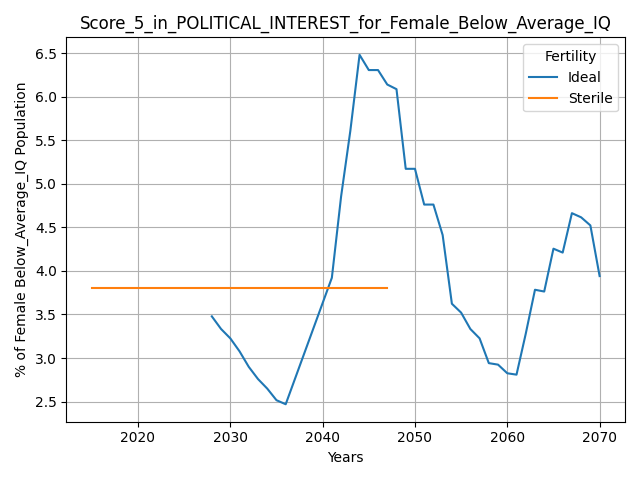 Score_5_in_POLITICAL_INTEREST_for_Female_Below_Average_IQ
Fertility
Ideal
Sterile
% of Female Below_Average_IQ Population
6.5
6.0
5.5
5.0
4.5
4.0
3.5
3.0
2.5
2020 2030 2040 2050 2060 2070
Years